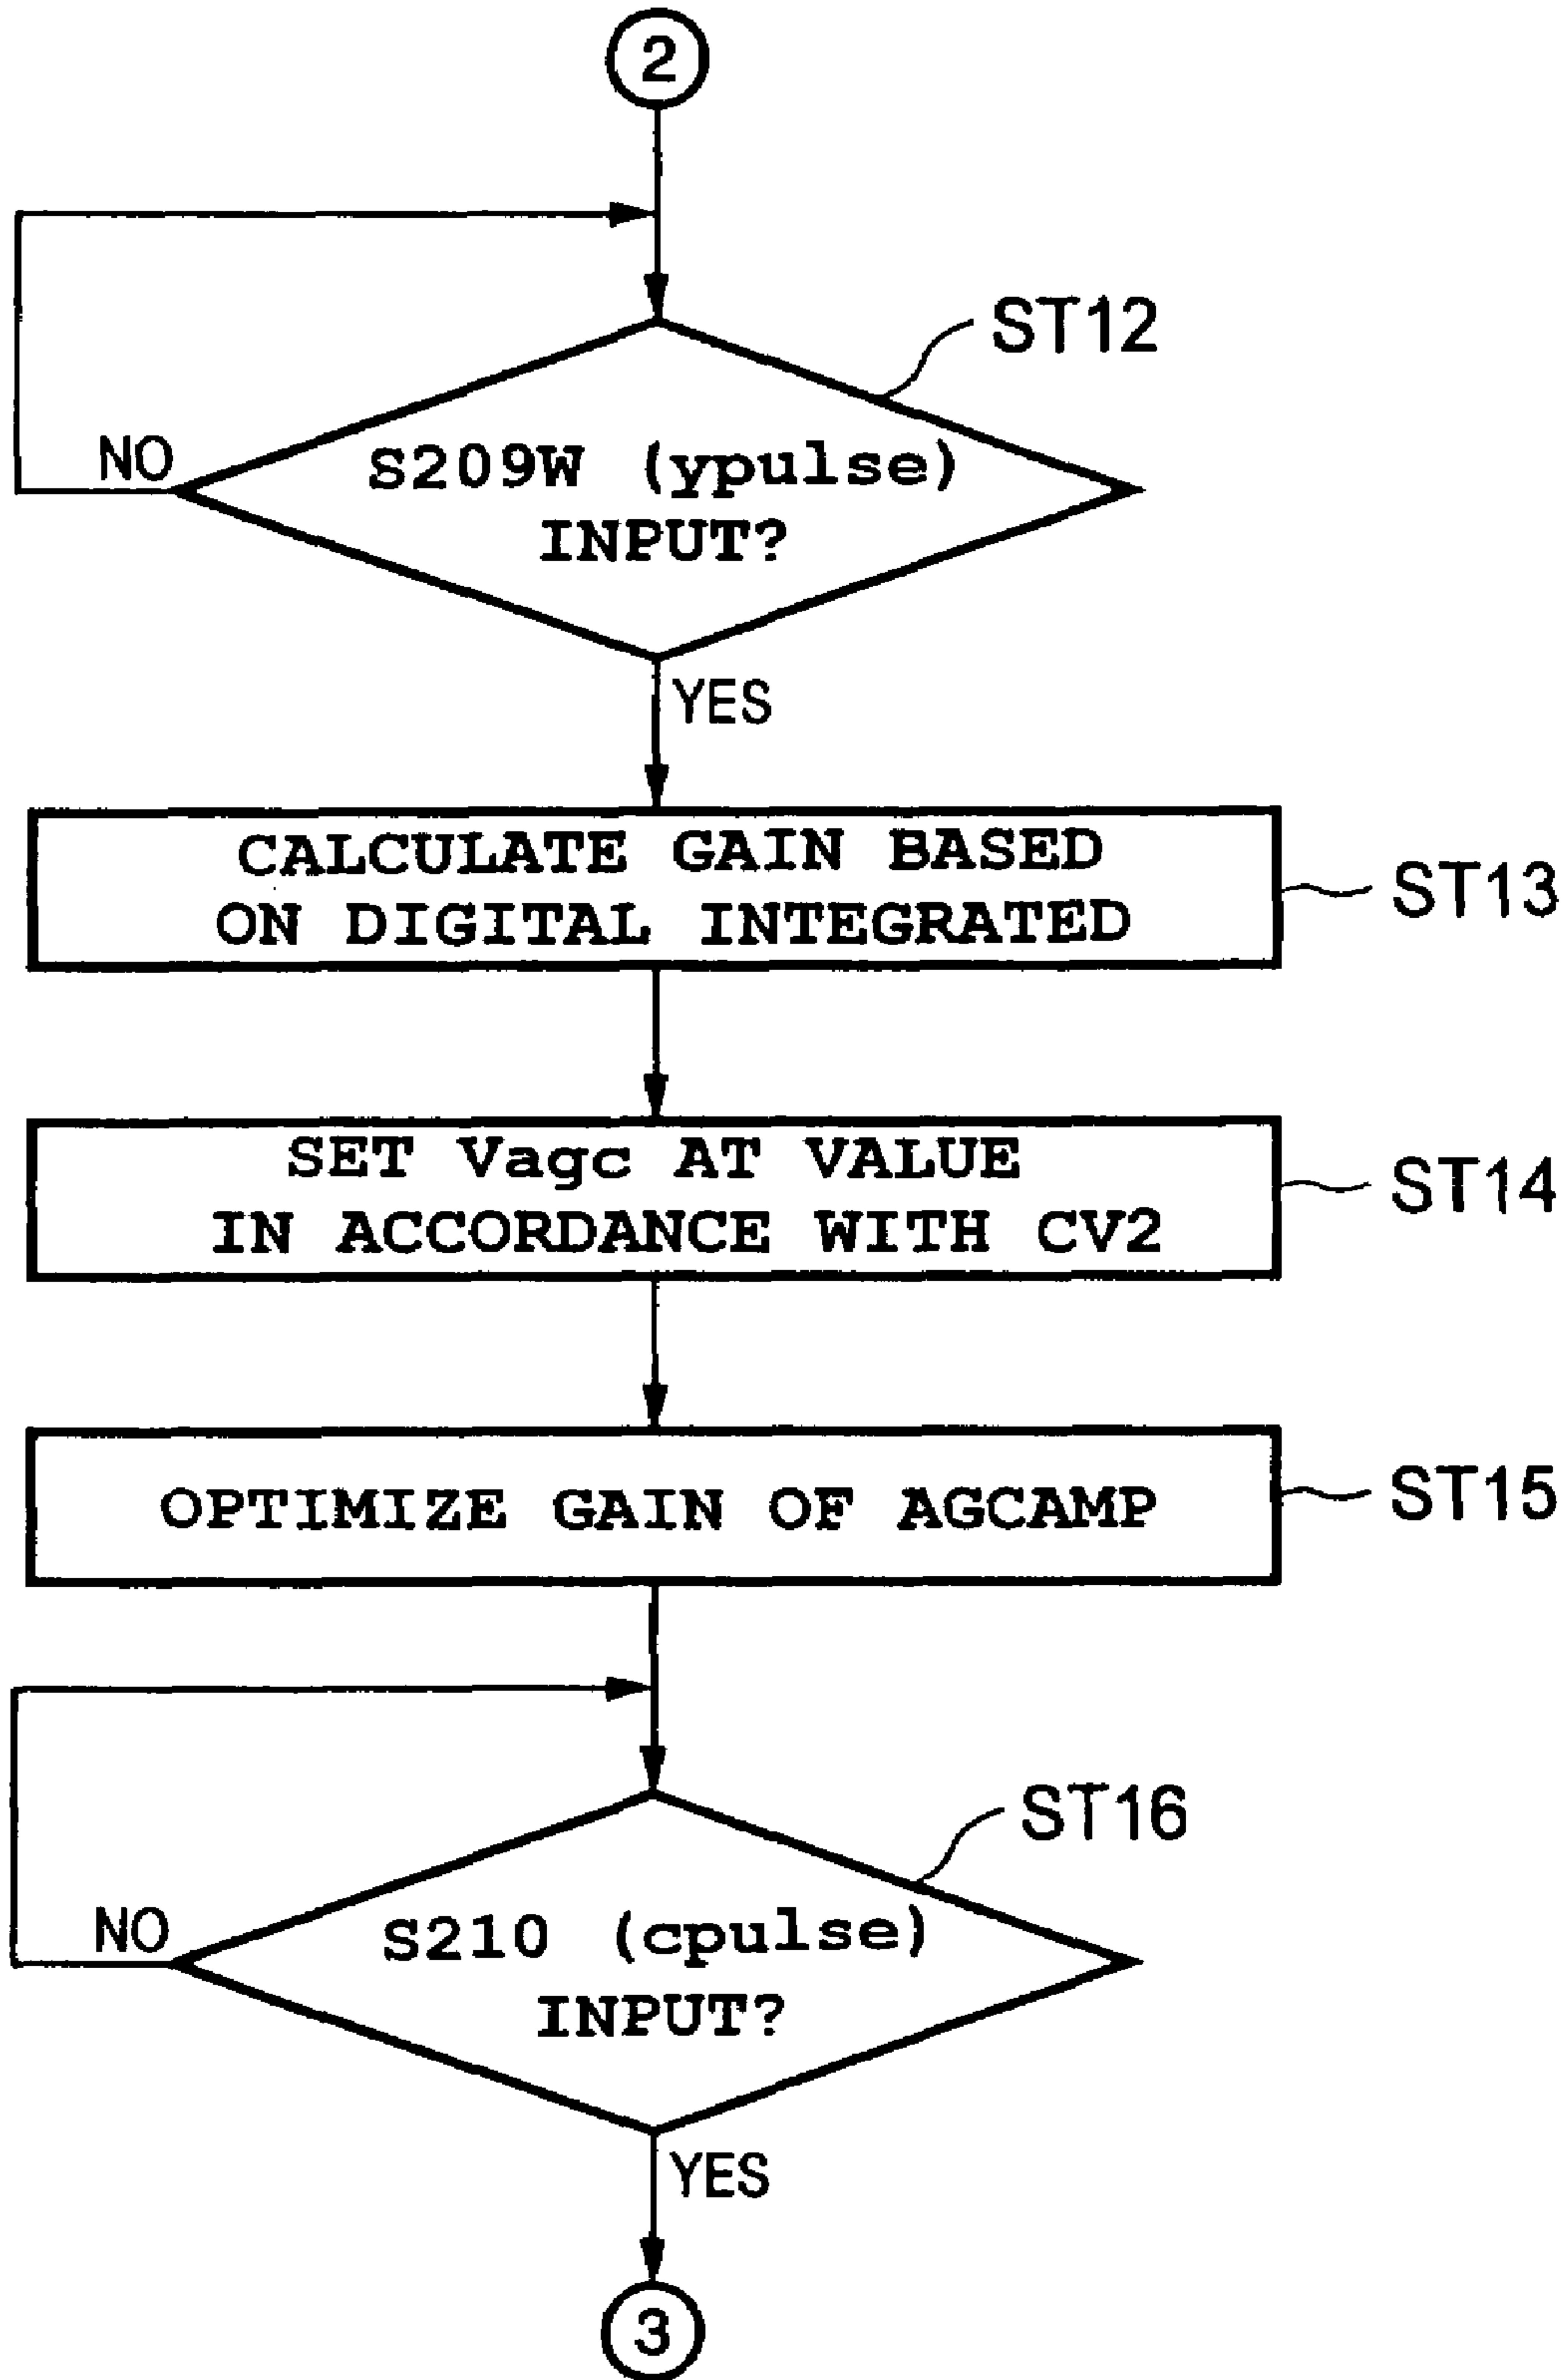 2
ST12
NO
S209W (ypulse)
INPUT?
YES
CALCULATE GAIN BASED
ON DIGITAL INTEGRATED
ST13
SET Vagc AT VALUE
IN ACCORDANCE WITH CV2
ST14
OPTIMIZE GAIN OF AGCAMP
ST15
ST16
NO
S210 (cpulse)
INPUT?
YES
3